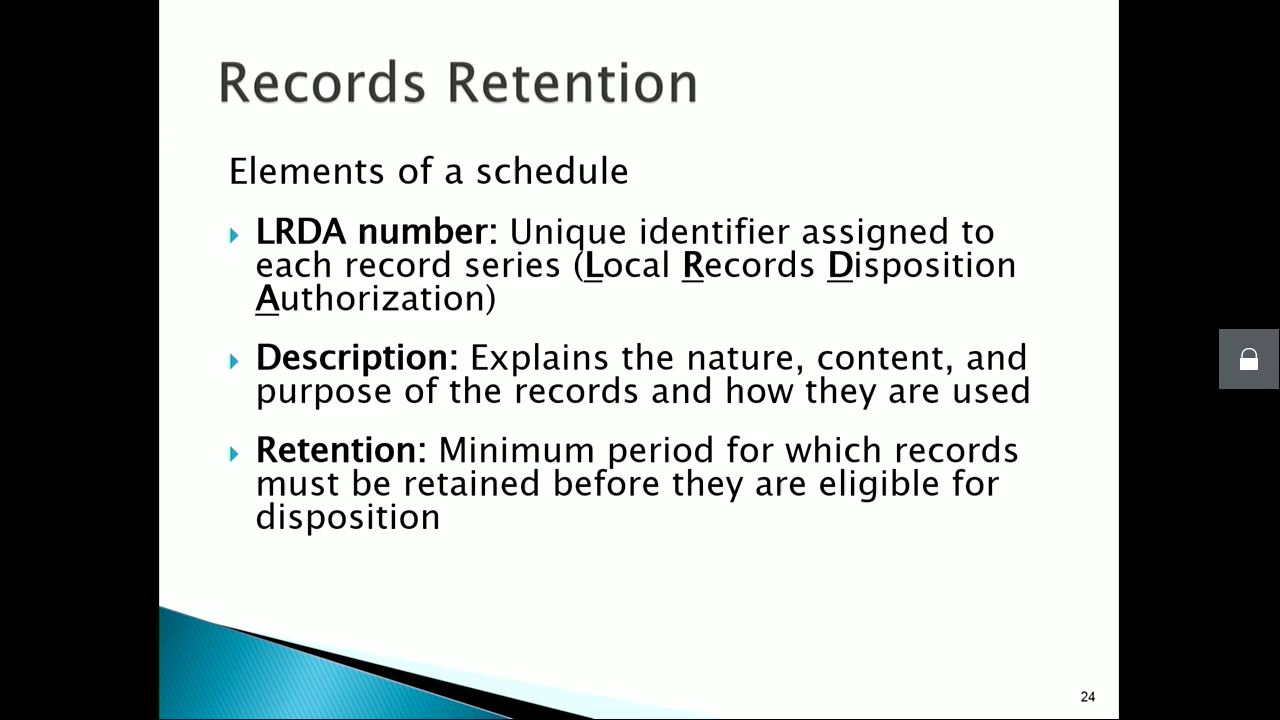 Records Retention
Elements of a schedule
LRDA number: Unique identifier assigned to
each record series (Local Records Disposition
Authorization)
Description: Explains the nature, content, and
purpose of the records and how they are used
Retention: Minimum period for which records
must be retained before they are eligible for
disposition
24